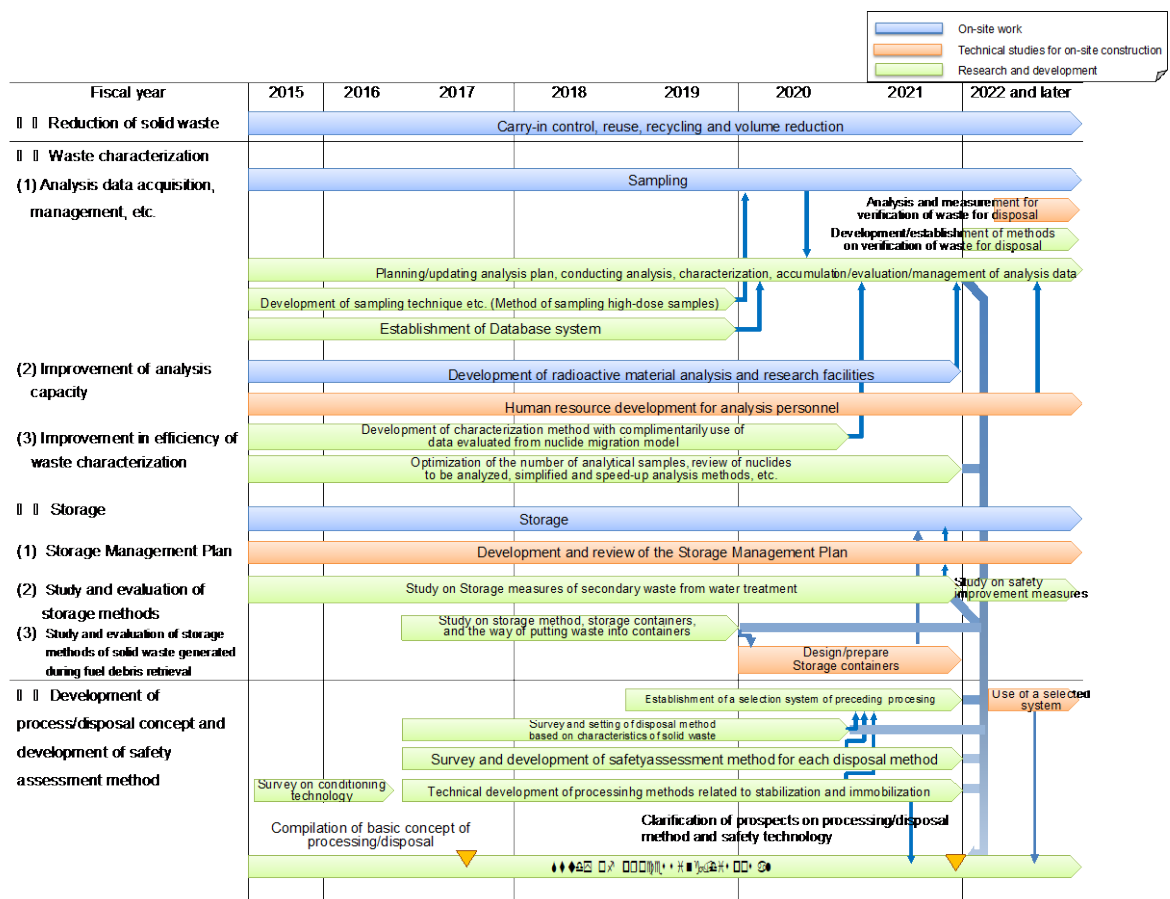 On-site work
Technical studies for on-site construction
Research and development
Fiscal year 2015 2016 2017 2018 2019 2020 2021 2022 and later
Reduction of solid waste
Carry-in control, reuse, recycling and volume reduction
Waste characterization
(1) Analysis data acquisition,
management, etc.
Sampling
Analysis and measurement for
verification of waste for disposal
Development/establishment of methods
on verification of waste for disposal
Planning/updating analysis plan, conducting analysis, characterization, accumulation/evaluation/management of analysis data
Development of sampling technique etc. (Method of sampling high-dose samples)
Establishment of Database system
(2) Improvement of analysis
capacity
Development of radioactive material analysis and research facilities
Human resource development for analysis personnel
(3) Improvement in efficiency of
waste characterization
Development of characterization method with complimentarily use of
data evaluated from nuclide migration model
Optimization of the number of analytical samples, review of nuclides
to be analyzed, simplified and speed-up analysis methods, etc.
Storage
Storage
(1) Storage Management Plan
Development and review of the Storage Management Plan
(2) Study and evaluation of
storage methods
Study on Storage measures of secondary waste from water treatment
Study on safety
improvement measures
(3) Study and evaluation of storage
methods of solid waste generated
during fuel debris retrieval
Study on storage method, storage containers,
and the way of putting waste into containers
Design/prepare
Storage containers
Development of
process/disposal concept and
development of safety
assessment method
Establishment of a selection system of preceding procesing
Use of a selected
system
Survey and setting of disposal method
based on characteristics of solid waste
Survey and development of safetyassessment method for each disposal method
Survey on conditioning
technology
Technical development of processinhg methods related to stabilization and immobilization
Compilation of basic concept of
processing/disposal
Clarification of prospects on processing/disposal
method and safety technology